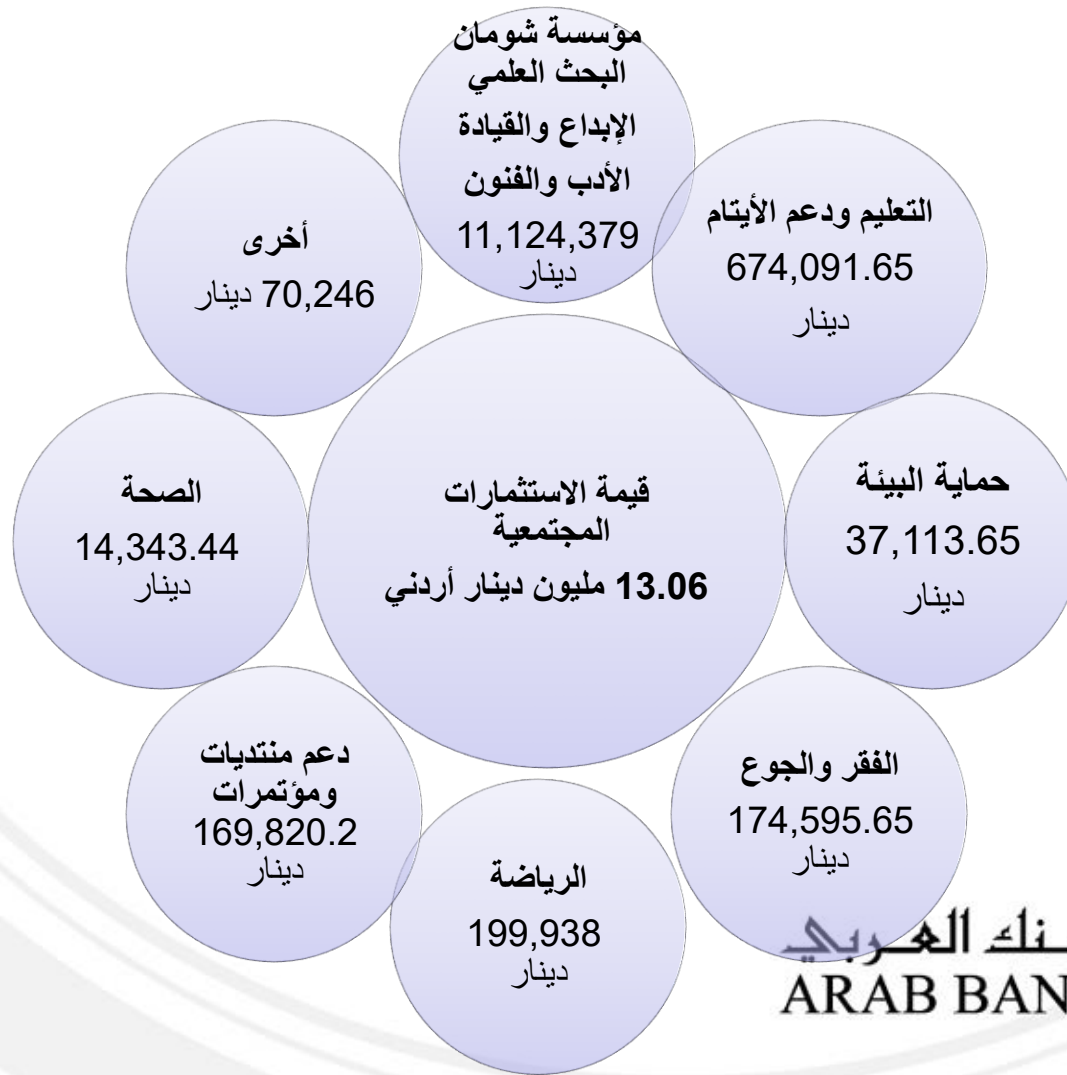 مؤسسة شومان
البحث العلمي
الإبداع والقيادة
الأدب والفنون
11,124,379
دينار
التعليم ودعم الأيتام
674,091.65
دينار
حماية البيئة
37,113.65
دينار
الفقر والجوع
174,595.65
دينار
الرياضة
199,938
دينار
دعم منتديات
ومؤتمرات
169,820.2
دينار
الصحة
14,343.44
دينار
أخرى
70,246 دينار
قيمة الاستثمارات
المجتمعية
13.06 مليون دينار أردني
العربي
ARAB BAN